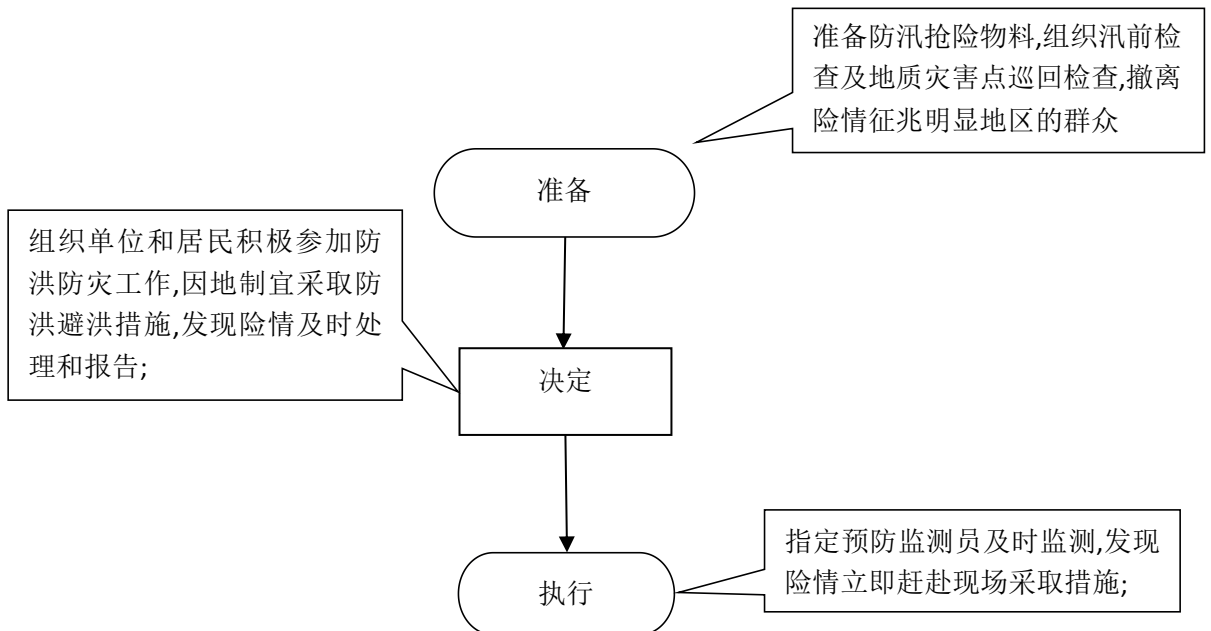 准备防汛抢险物料,组织汛前检
查及地质灾害点巡回检查,撤离
险情征兆明显地区的群众
准备
组织单位和居民积极参加防
洪防灾工作,因地制宜采取防
洪避洪措施,发现险情及时处
理和报告;
决定
指定预防监测员及时监测,发现
险情立即赶赴现场采取措施;
执行